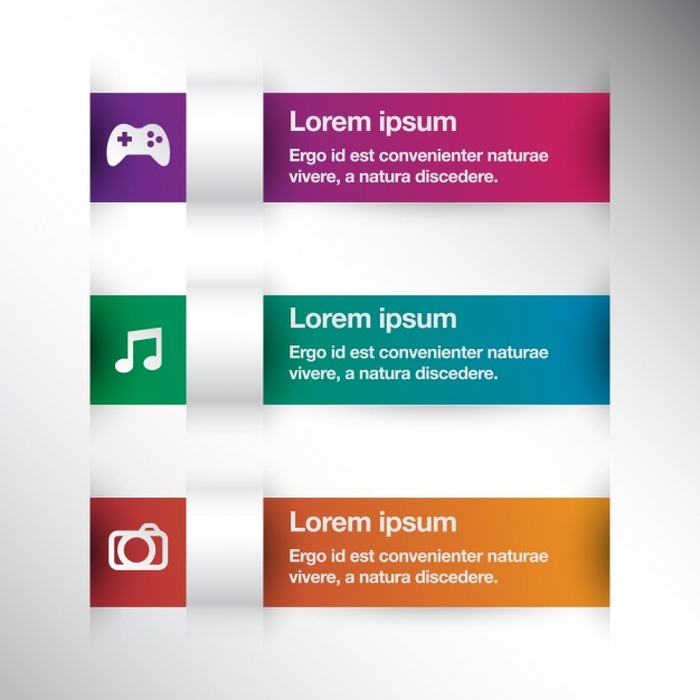 Lorem ipsum
Ergo id est convenienter naturae
vivere, a natura discedere.
Lorem ipsum
Ergo id est convenienter naturae
vivere, a natura discedere.
Lorem ipsum
Ergo id est convenienter naturae
vivere, a natura discedere.